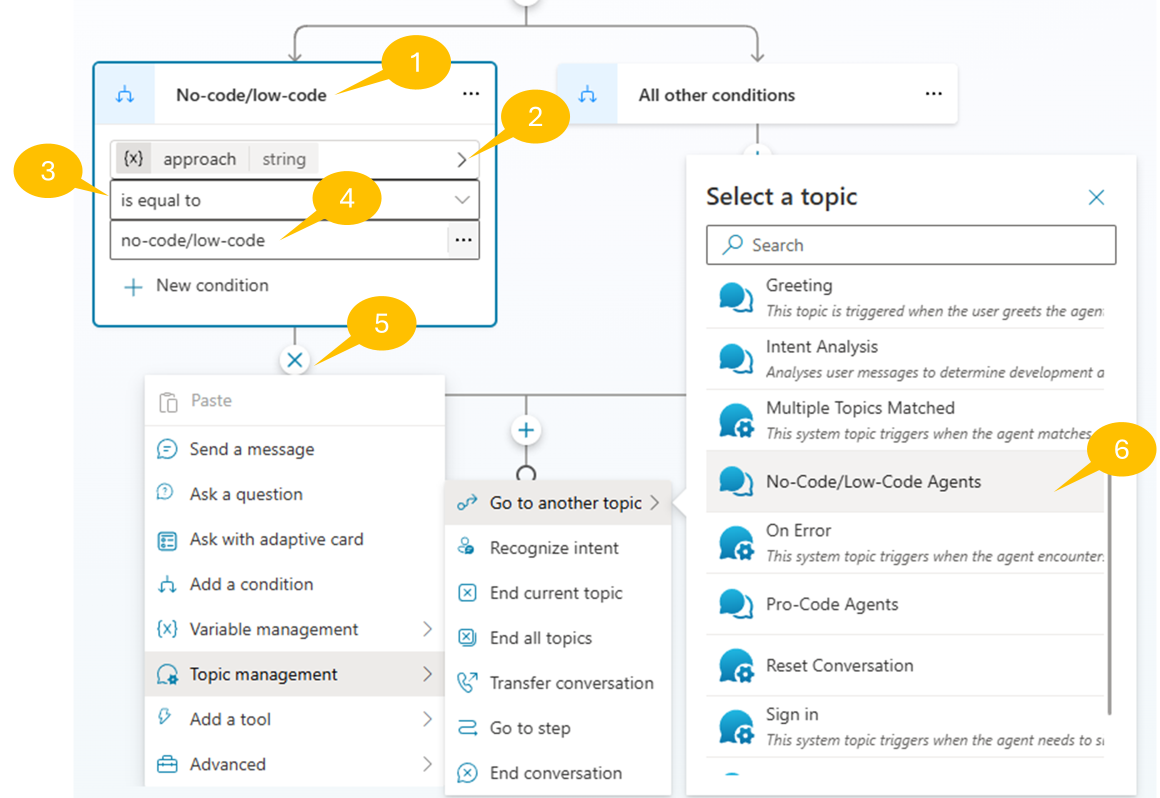 1
No-code/low-code
...
All other conditions
...
2
{x} approach string
3
is equal to
4
no-code/low-code
...
New condition
5
Paste
Send a message
Ask a question
Ask with adaptive card
Add a condition
{x} Variable management
Topic management
Add a tool
Advanced
Go to another topic
Recognize intent
End current topic
End all topics
Transfer conversation
Go to step
End conversation
Select a topic
Search
Greeting
This topic is triggered when the user greets the agen
Intent Analysis
Analyses user messages to determine development a
Multiple Topics Matched
This system topic triggers when the agent matches
6
No-Code/Low-Code Agents
On Error
This system topic triggers when the agent encounter
Pro-Code Agents
Reset Conversation
Sign in
This system topic triggers when the agent needs to si